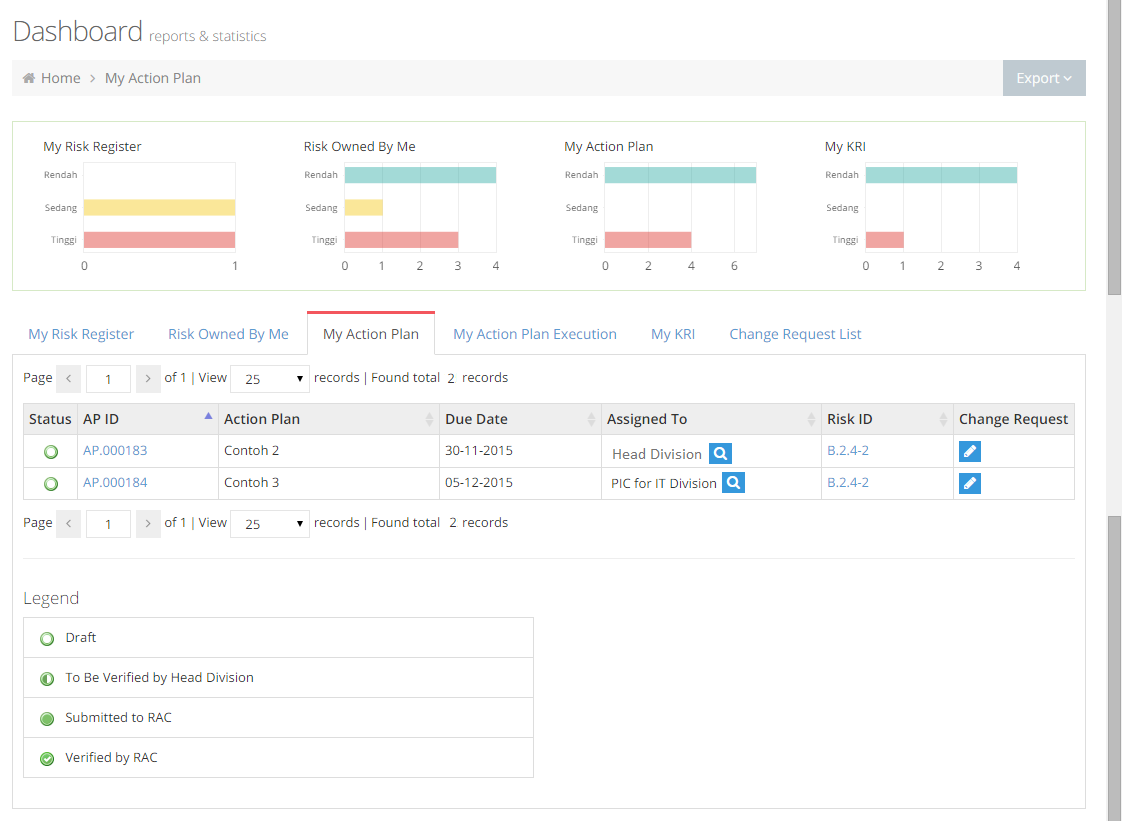 Dashboard reports & statistics
Home > My Action Plan
Export
My Risk Register
Rendah
Sedang
Tinggi
0 1
Risk Owned By Me
Rendah
Sedang
Tinggi
0 1 2 3 4
My Action Plan
Rendah
Sedang
Tinggi
0 2 4 6
My KRI
Rendah
Sedang
Tinggi
0 1 2 3 4
My Risk Register Risk Owned By Me My Action Plan My Action Plan Execution My KRI Change Request List
Page < 1 > of 1 | View 25 records | Found total 2 records
Status AP ID Action Plan Due Date Assigned To Risk ID Change Request
AP.000183 Contoh 2 30-11-2015 Head Division B.2.4-2
AP.000184 Contoh 3 05-12-2015 PIC for IT Division B.2.4-2
Page < 1 > of 1 | View 25 records | Found total 2 records
Legend
Draft
To Be Verified by Head Division
Submitted to RAC
Verified by RAC